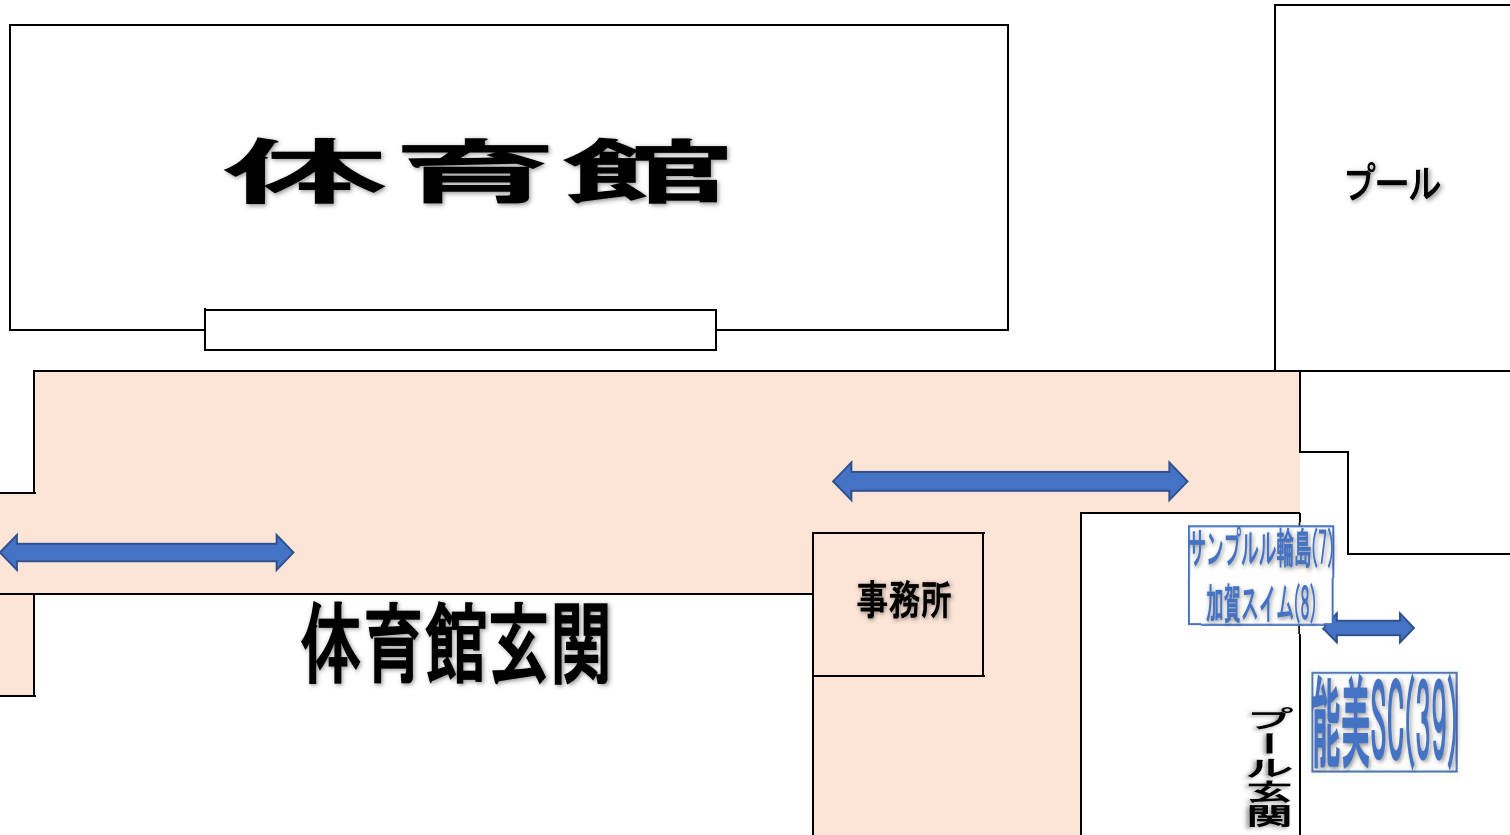 体育館
プール
サンプルル輪島(7)
加賀スイム(8)
事務所
体育館玄関
能美SC(39)
プール玄関